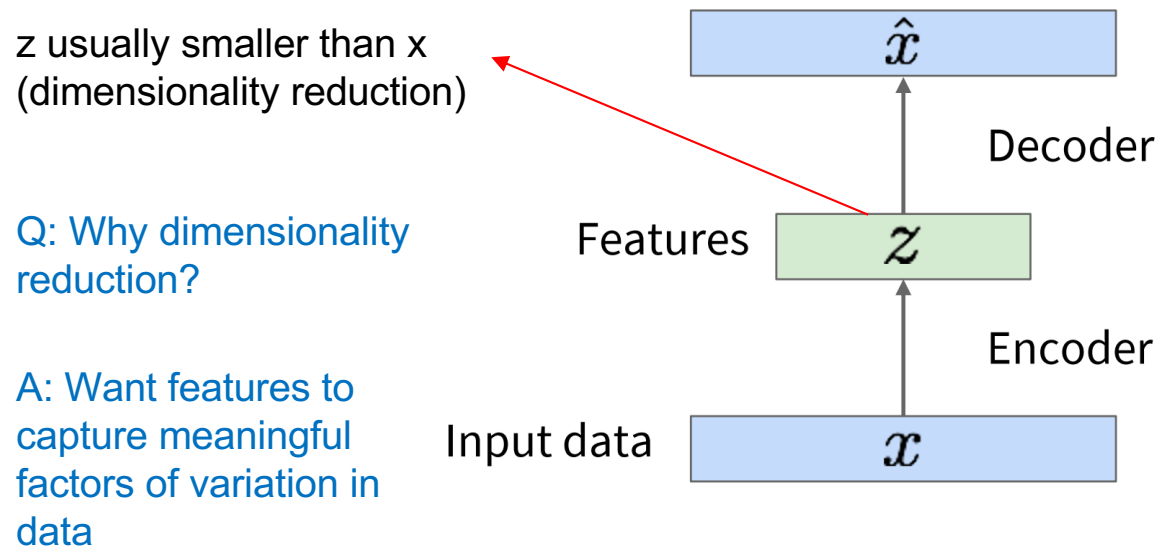 z usually smaller than x
(dimensionality reduction)
Q: Why dimensionality
reduction?
A: Want features to
capture meaningful
factors of variation in
data
x̂
Decoder
Features
z
Encoder
Input data
x